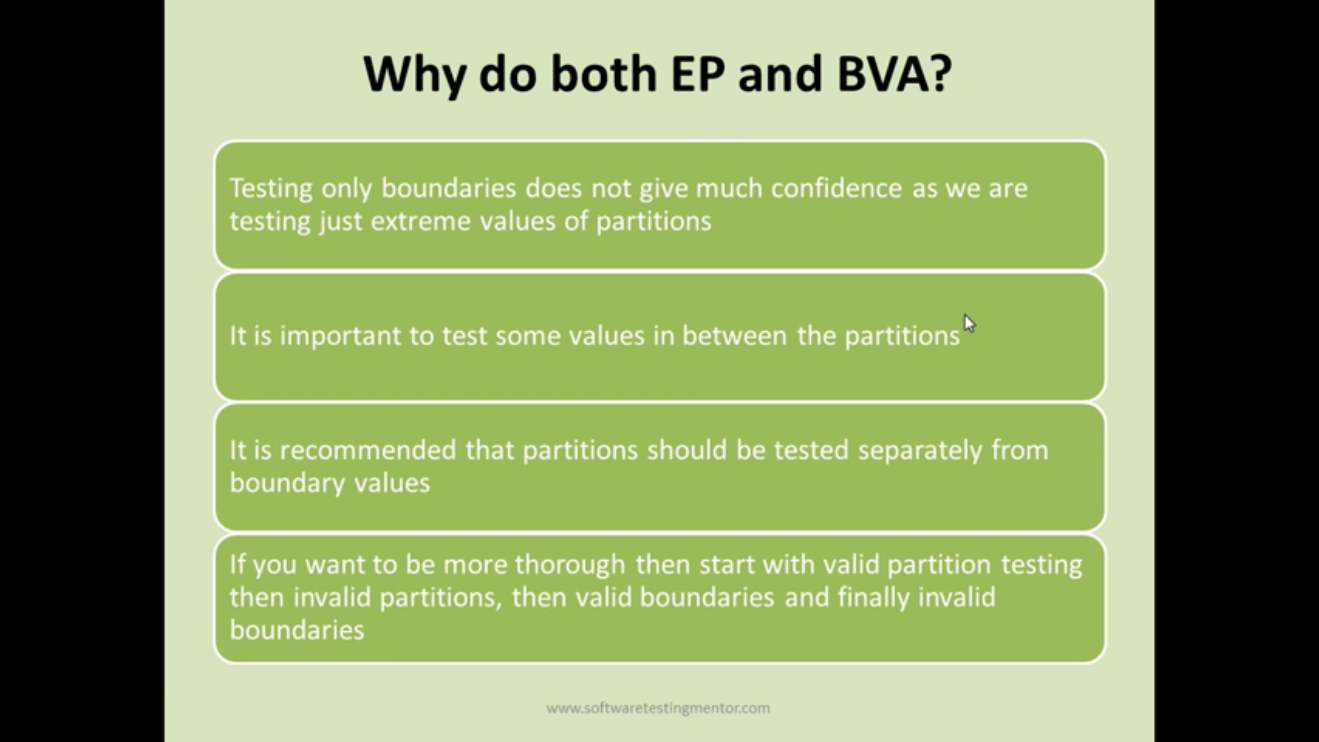 Why do both EP and BVA?
Testing only boundaries does not give much confidence as we are
testing just extreme values of partitions
It is important to test some values in between the partitions
It is recommended that partitions should be tested separately from
boundary values
If you want to be more thorough then start with valid partition testing
then invalid partitions, then valid boundaries and finally invalid
boundaries
www.softwaretestingmentor.com